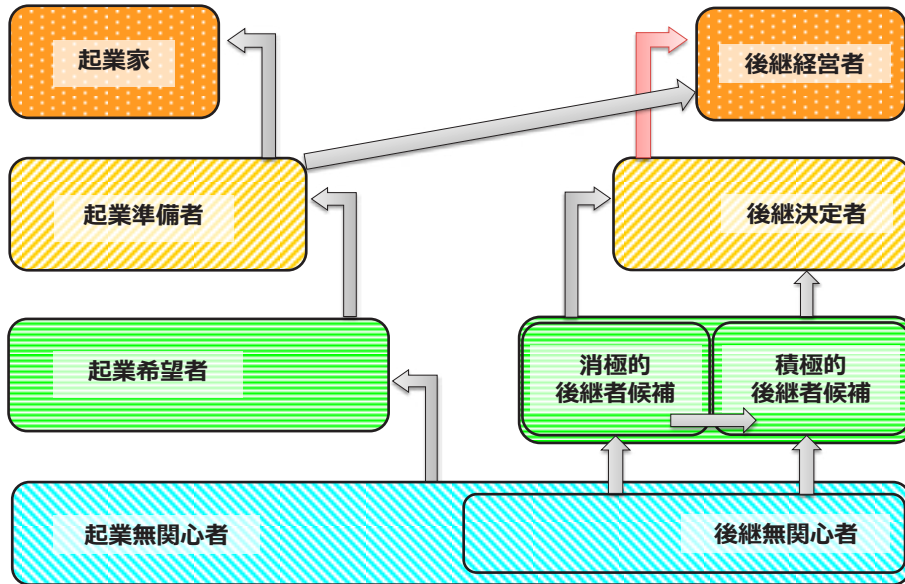 起業家
後継経営者
起業準備者
後継決定者
起業希望者
消極的
後継者候補
積極的
後継者候補
起業無関心者
後継無関心者